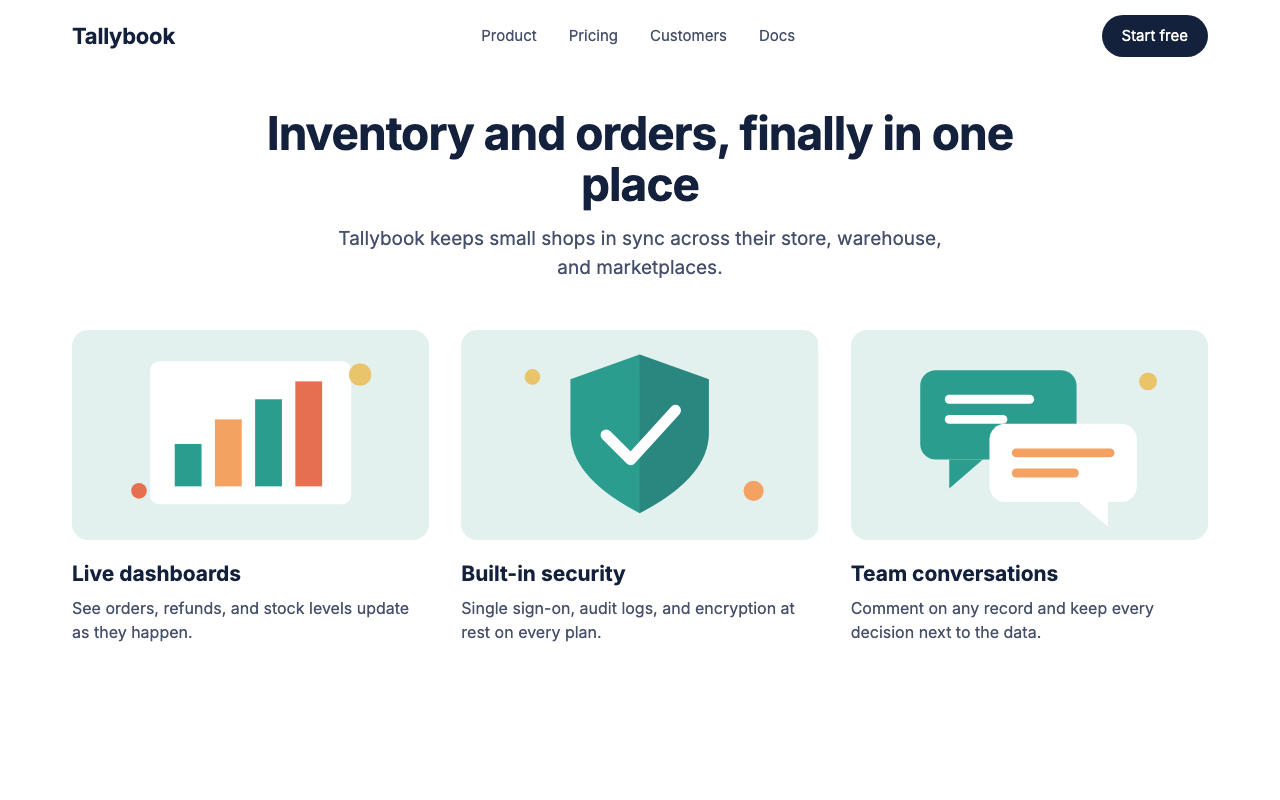 Tallybook
Product
Pricing
Customers
Docs
Start free
Inventory and orders, finally in one
place
Tallybook keeps small shops in sync across their store, warehouse,
and marketplaces.
Live dashboards
See orders, refunds, and stock levels update
as they happen.
Built-in security
Single sign-on, audit logs, and encryption at
rest on every plan.
Team conversations
Comment on any record and keep every
decision next to the data.